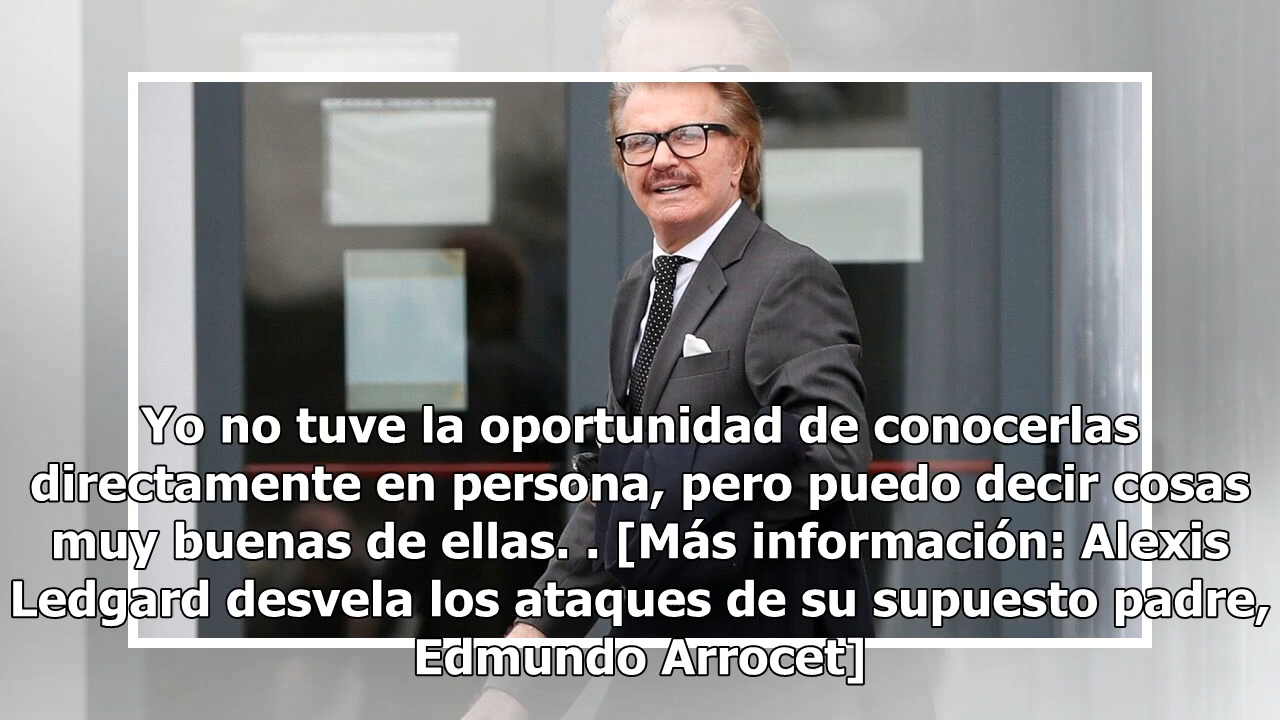 Yo no tuve la oportunidad de conocerlas
directamente en persona, pero puedo decir cosas
muy buenas de ellas. . [Más información: Alexis
Ledgard desvela los ataques de su supuesto padre,
Edmundo Arrocet]